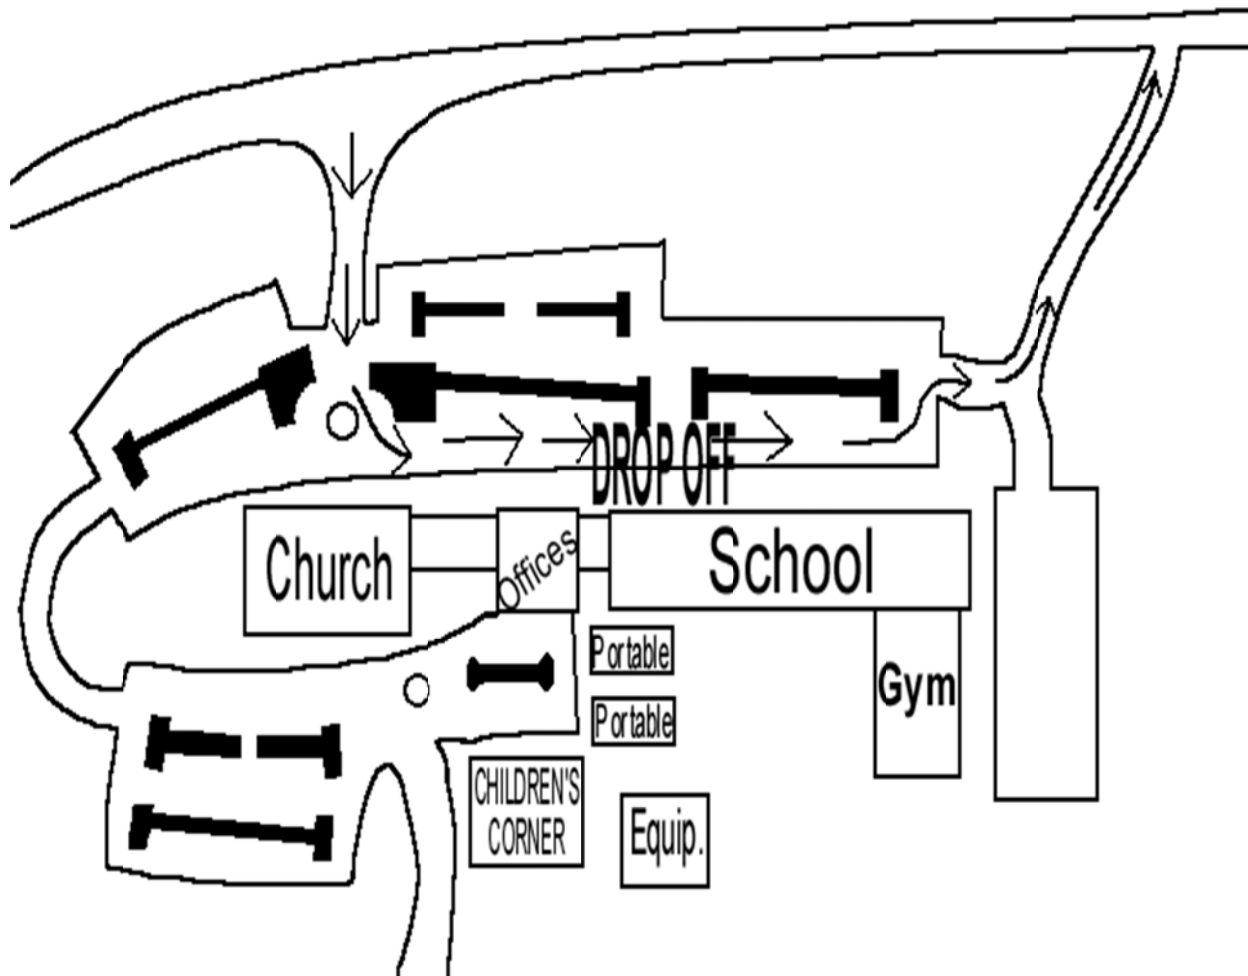 DROP OFF
Church
Offices
School
Portable
Gym
Portable
CHILDREN'S
CORNER
Equip.